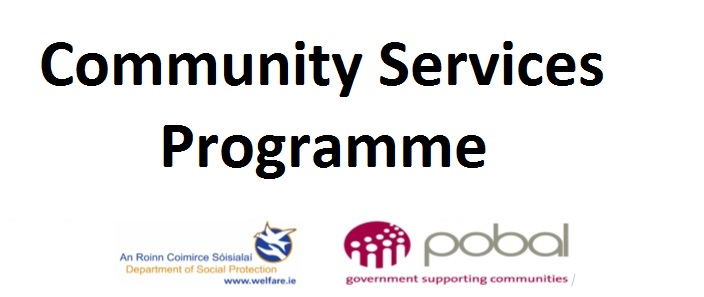 Community Services
Programme
An Roinn Coimirce Sóisialaí
Department of Social Protection
www.welfare.ie
pobal
government supporting communities